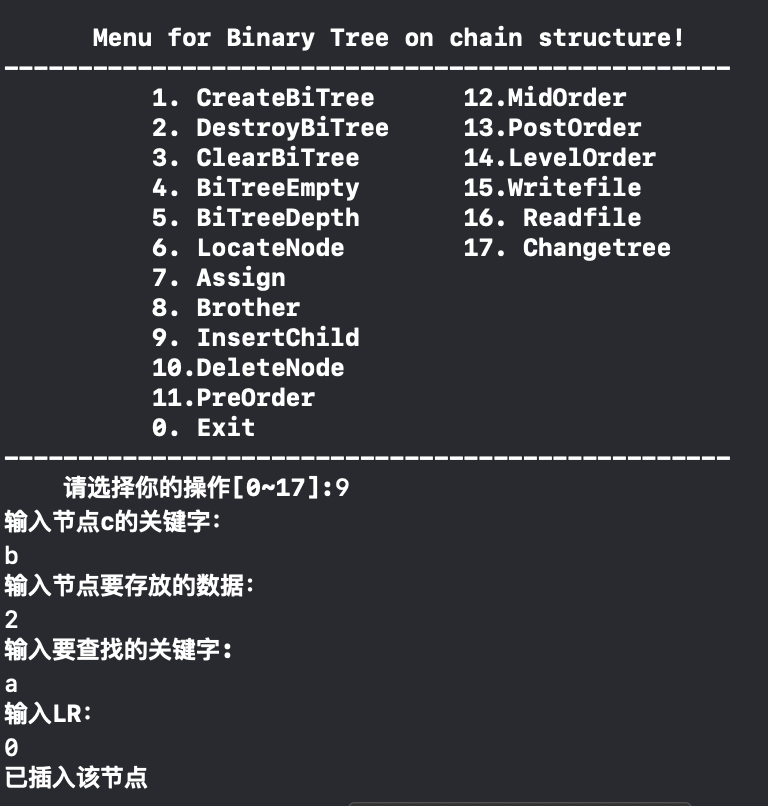 Menu for Binary Tree on chain structure!
-------------------------------------------------
1. CreateBiTree 12.MidOrder
2. DestroyBiTree 13.PostOrder
3. ClearBiTree 14.LevelOrder
4. BiTreeEmpty 15.Writefile
5. BiTreeDepth 16. Readfile
6. LocateNode 17. Changetree
7. Assign
8. Brother
9. InsertChild
10.DeleteNode
11.PreOrder
0. Exit
-------------------------------------------------
请选择你的操作[0~17]:9
输入节点c的关键字：
b
输入节点要存放的数据：
2
输入要查找的关键字:
a
输入LR：
0
已插入该节点